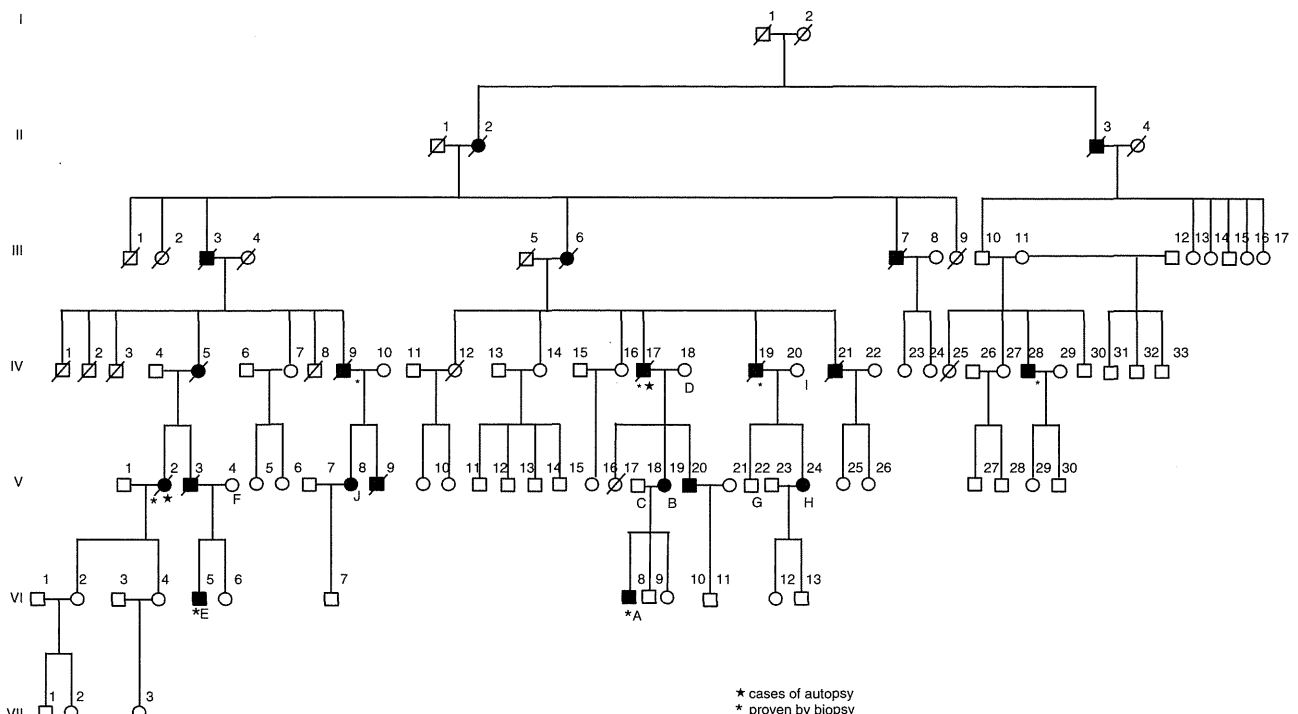 I
1 2
II
1 2 3 4
III
1 2 3 4 5 6 7 8 9 10 11 12 13 14 15 16 17
IV
1 2 3 4 5 6 7 8 9 10 11 12 13 14 15 16 17 18 19 20 21 22 23 24 25 26 27 28 29 30 31 32 33
* * ★ D * I *
V
1 2 3 4 5 6 7 8 9 10 11 12 13 14 15 16 17 18 19 20 21 22 23 24 25 26 27 28 29 30
* ★ F J C B G H
VI
1 2 3 4 5 6 7 8 9 10 11 12 13
*E *A
1 2 3
VII
★ cases of autopsy
* proven by biopsy